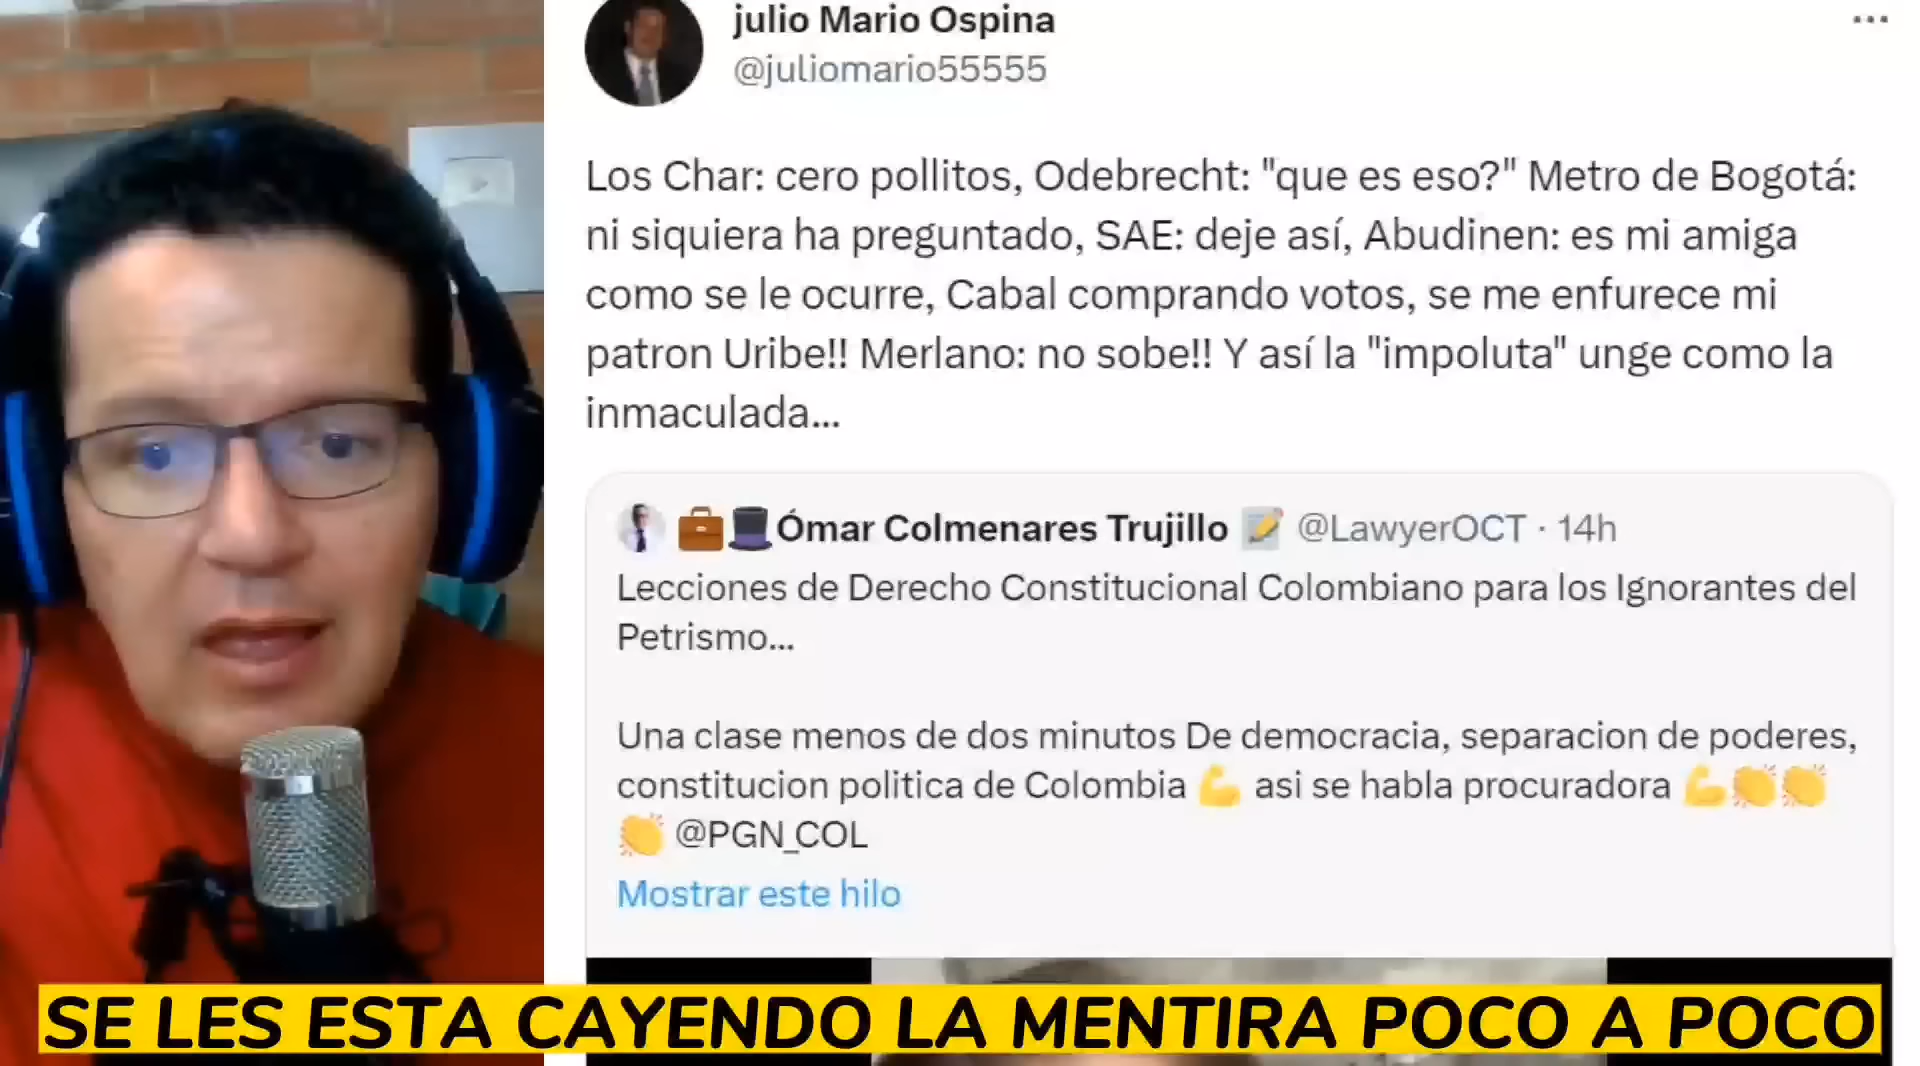 julio Mario Ospina
@juliomario55555
Los Char: cero pollitos, Odebrecht: "que es eso?" Metro de Bogotá:
ni siquiera ha preguntado, SAE: deje así, Abudinen: es mi amiga
como se le ocurre, Cabal comprando votos, se me enfurece mi
patron Uribe!! Merlano: no sobe!! Y así la "impoluta" unge como la
inmaculada...
Ómar Colmenares Trujillo @LawyerOCT · 14h
Lecciones de Derecho Constitucional Colombiano para los Ignorantes del
Petrismo...
Una clase menos de dos minutos De democracia, separacion de poderes,
constitucion politica de Colombia 💪 asi se habla procuradora 💪👏👏
👏 @PGN_COL
Mostrar este hilo
SE LES ESTA CAYENDO LA MENTIRA POCO A POCO